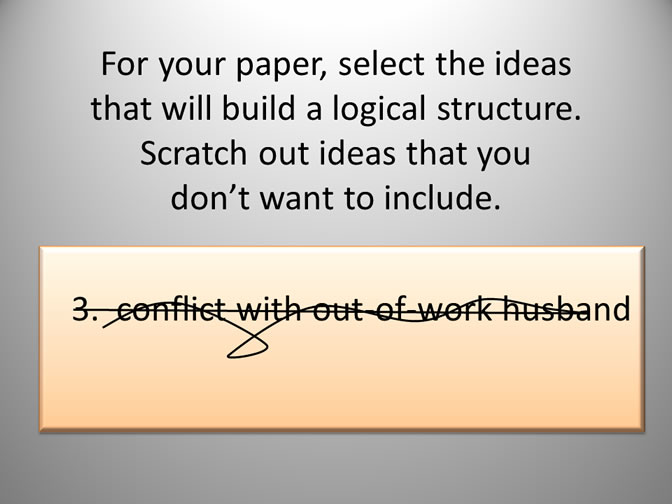 For your paper, select the ideas
that will build a logical structure.
Scratch out ideas that you
don’t want to include.
3. conflict with out-of-work husband